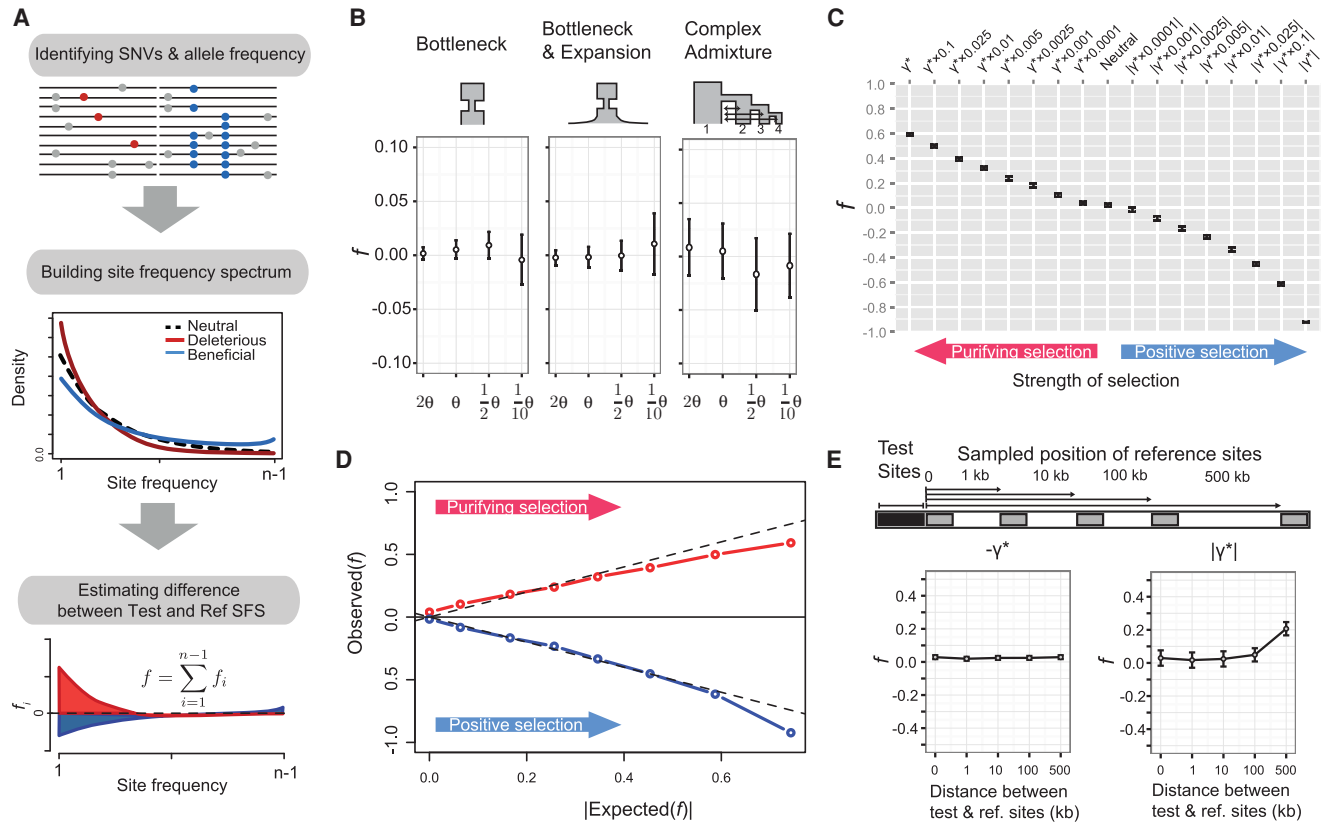 A
Identifying SNVs & allele frequency
Building site frequency spectrum
Neutral
Deleterious
Beneficial
Density
0.0
1
n-1
Site frequency
Estimating difference
between Test and Ref SFS
f = Σ n-1 i=1 f_i
f_i
0
1
n-1
Site frequency
B
Bottleneck
Bottleneck
& Expansion
Complex
Admixture
1 2 3 4
f
0.10
0.05
0.00
-0.05
-0.10
2θ θ 1/2θ 1/10θ
2θ θ 1/2θ 1/10θ
2θ θ 1/2θ 1/10θ
C
γ* γ*×0.1 γ*×0.025 γ*×0.01 γ*×0.005 γ*×0.0025 γ*×0.001 γ*×0.0001 Neutral |γ*×0.0001| |γ*×0.001| |γ*×0.0025| |γ*×0.005| |γ*×0.01| |γ*×0.025| |γ*×0.1| |γ*|
f
1.0
0.8
0.6
0.4
0.2
0.0
-0.2
-0.4
-0.6
-0.8
-1.0
Purifying selection
Positive selection
Strength of selection
D
Observed(f)
1.0
0.5
0.0
0.5
-1.0
Purifying selection
Positive selection
0.0 0.2 0.4 0.6
|Expected(f)|
E
Test
Sites
Sampled position of reference sites
0 1 kb 10 kb 100 kb 500 kb
-γ*
f
0.4
0.2
0.0
-0.2
-0.4
0 1 10 100 500
Distance between
test & ref. sites (kb)
|γ*|
f
0.4
0.2
0.0
-0.2
-0.4
0 1 10 100 500
Distance between
test & ref. sites (kb)